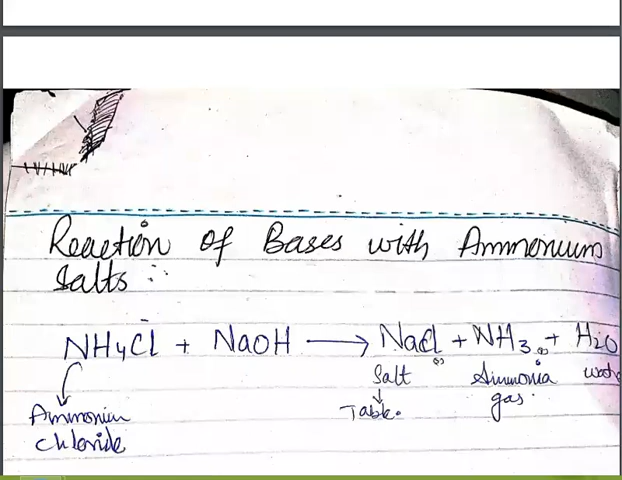 Reaction of Bases with Ammonium
Salts :
NH4Cl + NaOH → NaCl + NH3 + H2O
Salt Ammonia
Table. gas.
Ammonium
chloride